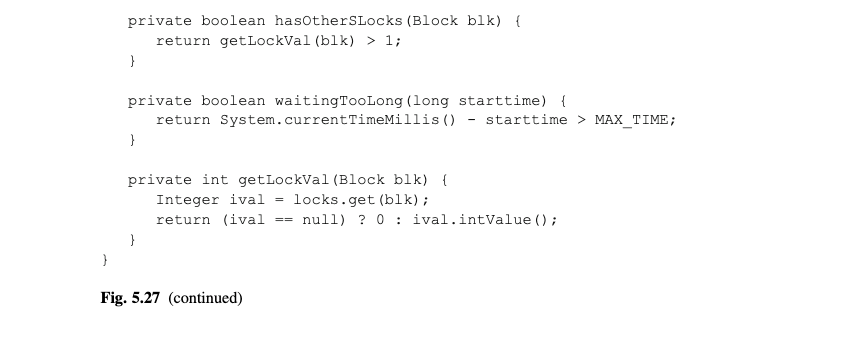 private boolean hasOtherSLocks(Block blk) {
return getLockVal(blk) > 1;
}
private boolean waitingTooLong(long starttime) {
return System.currentTimeMillis() - starttime > MAX_TIME;
}
private int getLockVal(Block blk) {
Integer ival = locks.get(blk);
return (ival == null) ? 0 : ival.intValue();
}
}
Fig. 5.27 (continued)